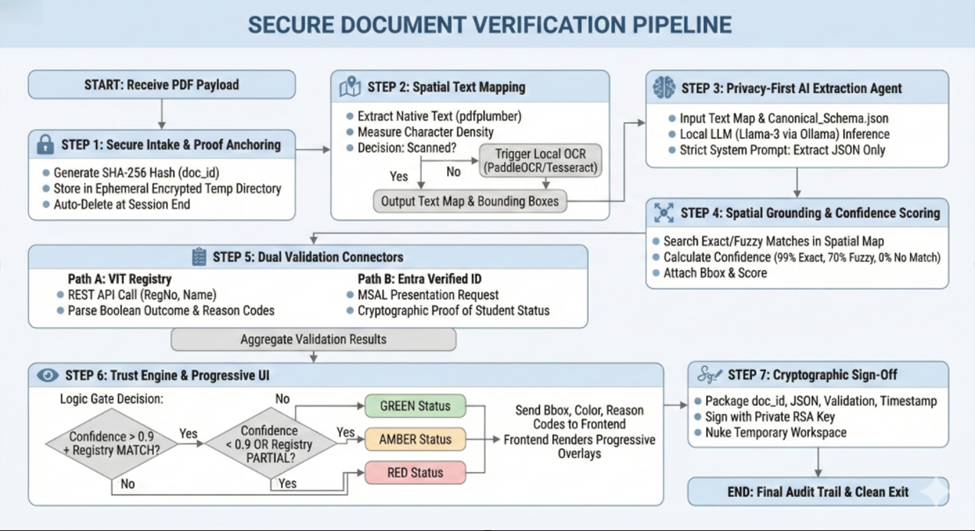 SECURE DOCUMENT VERIFICATION PIPELINE
START: Receive PDF Payload
STEP 1: Secure Intake & Proof Anchoring
Generate SHA-256 Hash (doc_id)
Store in Ephemeral Encrypted Temp Directory
Auto-Delete at Session End
STEP 2: Spatial Text Mapping
Extract Native Text (pdfplumber)
Measure Character Density
Decision: Scanned?
Yes
No
Trigger Local OCR
(PaddleOCR/Tesseract)
Output Text Map & Bounding Boxes
STEP 3: Privacy-First AI Extraction Agent
Input Text Map & Canonical_Schema.json
Local LLM (Llama-3 via Ollama) Inference
Strict System Prompt: Extract JSON Only
STEP 4: Spatial Grounding & Confidence Scoring
Search Exact/Fuzzy Matches in Spatial Map
Calculate Confidence (99% Exact, 70% Fuzzy, 0% No Match)
Attach Bbox & Score
STEP 5: Dual Validation Connectors
Path A: VIT Registry
REST API Call (RegNo, Name)
Parse Boolean Outcome & Reason Codes
Path B: Entra Verified ID
MSAL Presentation Request
Cryptographic Proof of Student Status
Aggregate Validation Results
STEP 6: Trust Engine & Progressive UI
Logic Gate Decision:
Confidence > 0.9
+ Registry MATCH?
Yes
No
Confidence
< 0.9 OR Registry
PARTIAL?
No
Yes
Yes
GREEN Status
AMBER Status
RED Status
Send Bbox, Color, Reason
Codes to Frontend
Frontend Renders Progressive
Overlays
STEP 7: Cryptographic Sign-Off
Package doc_id, JSON, Validation, Timestamp
Sign with Private RSA Key
Nuke Temporary Workspace
END: Final Audit Trail & Clean Exit